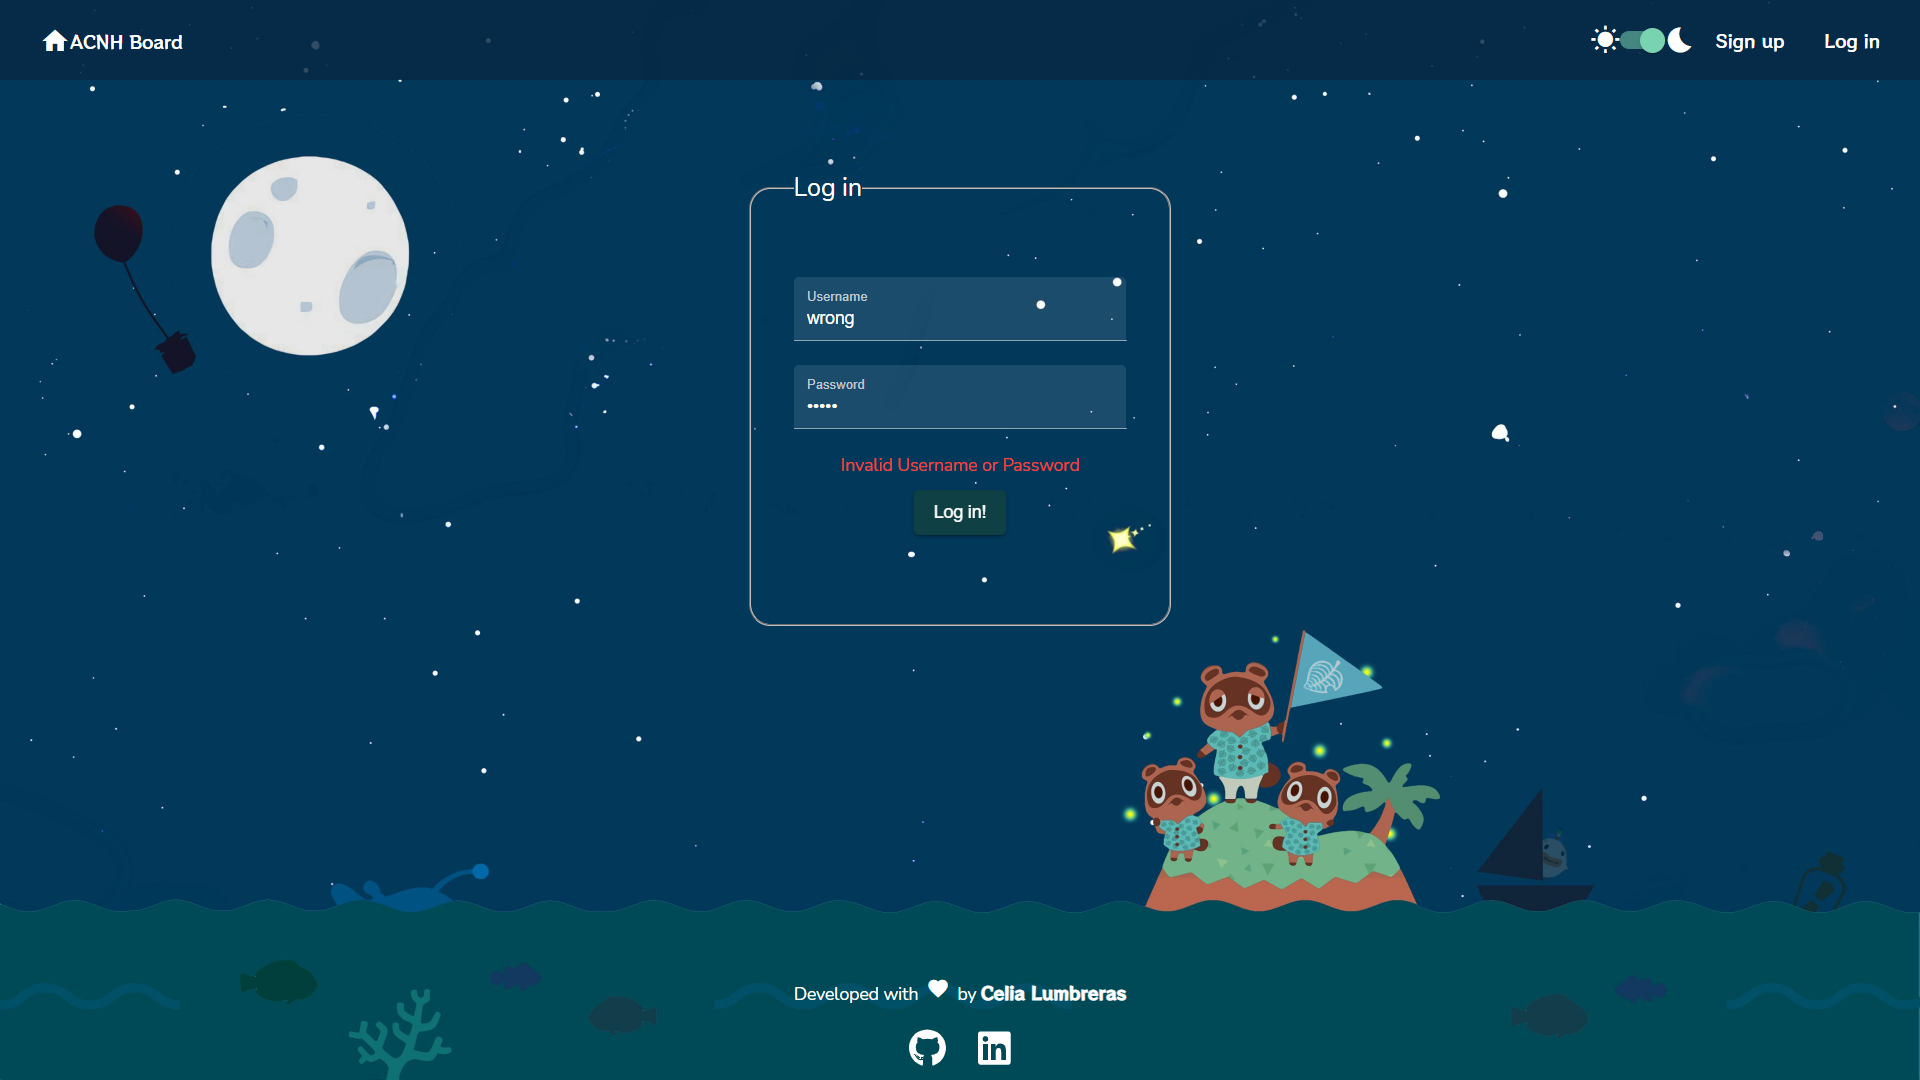 ACNH Board
Sign up
Log in
Log in
Username
wrong
Password
•••••
Invalid Username or Password
Log in!
Developed with by Celia Lumbreras
in